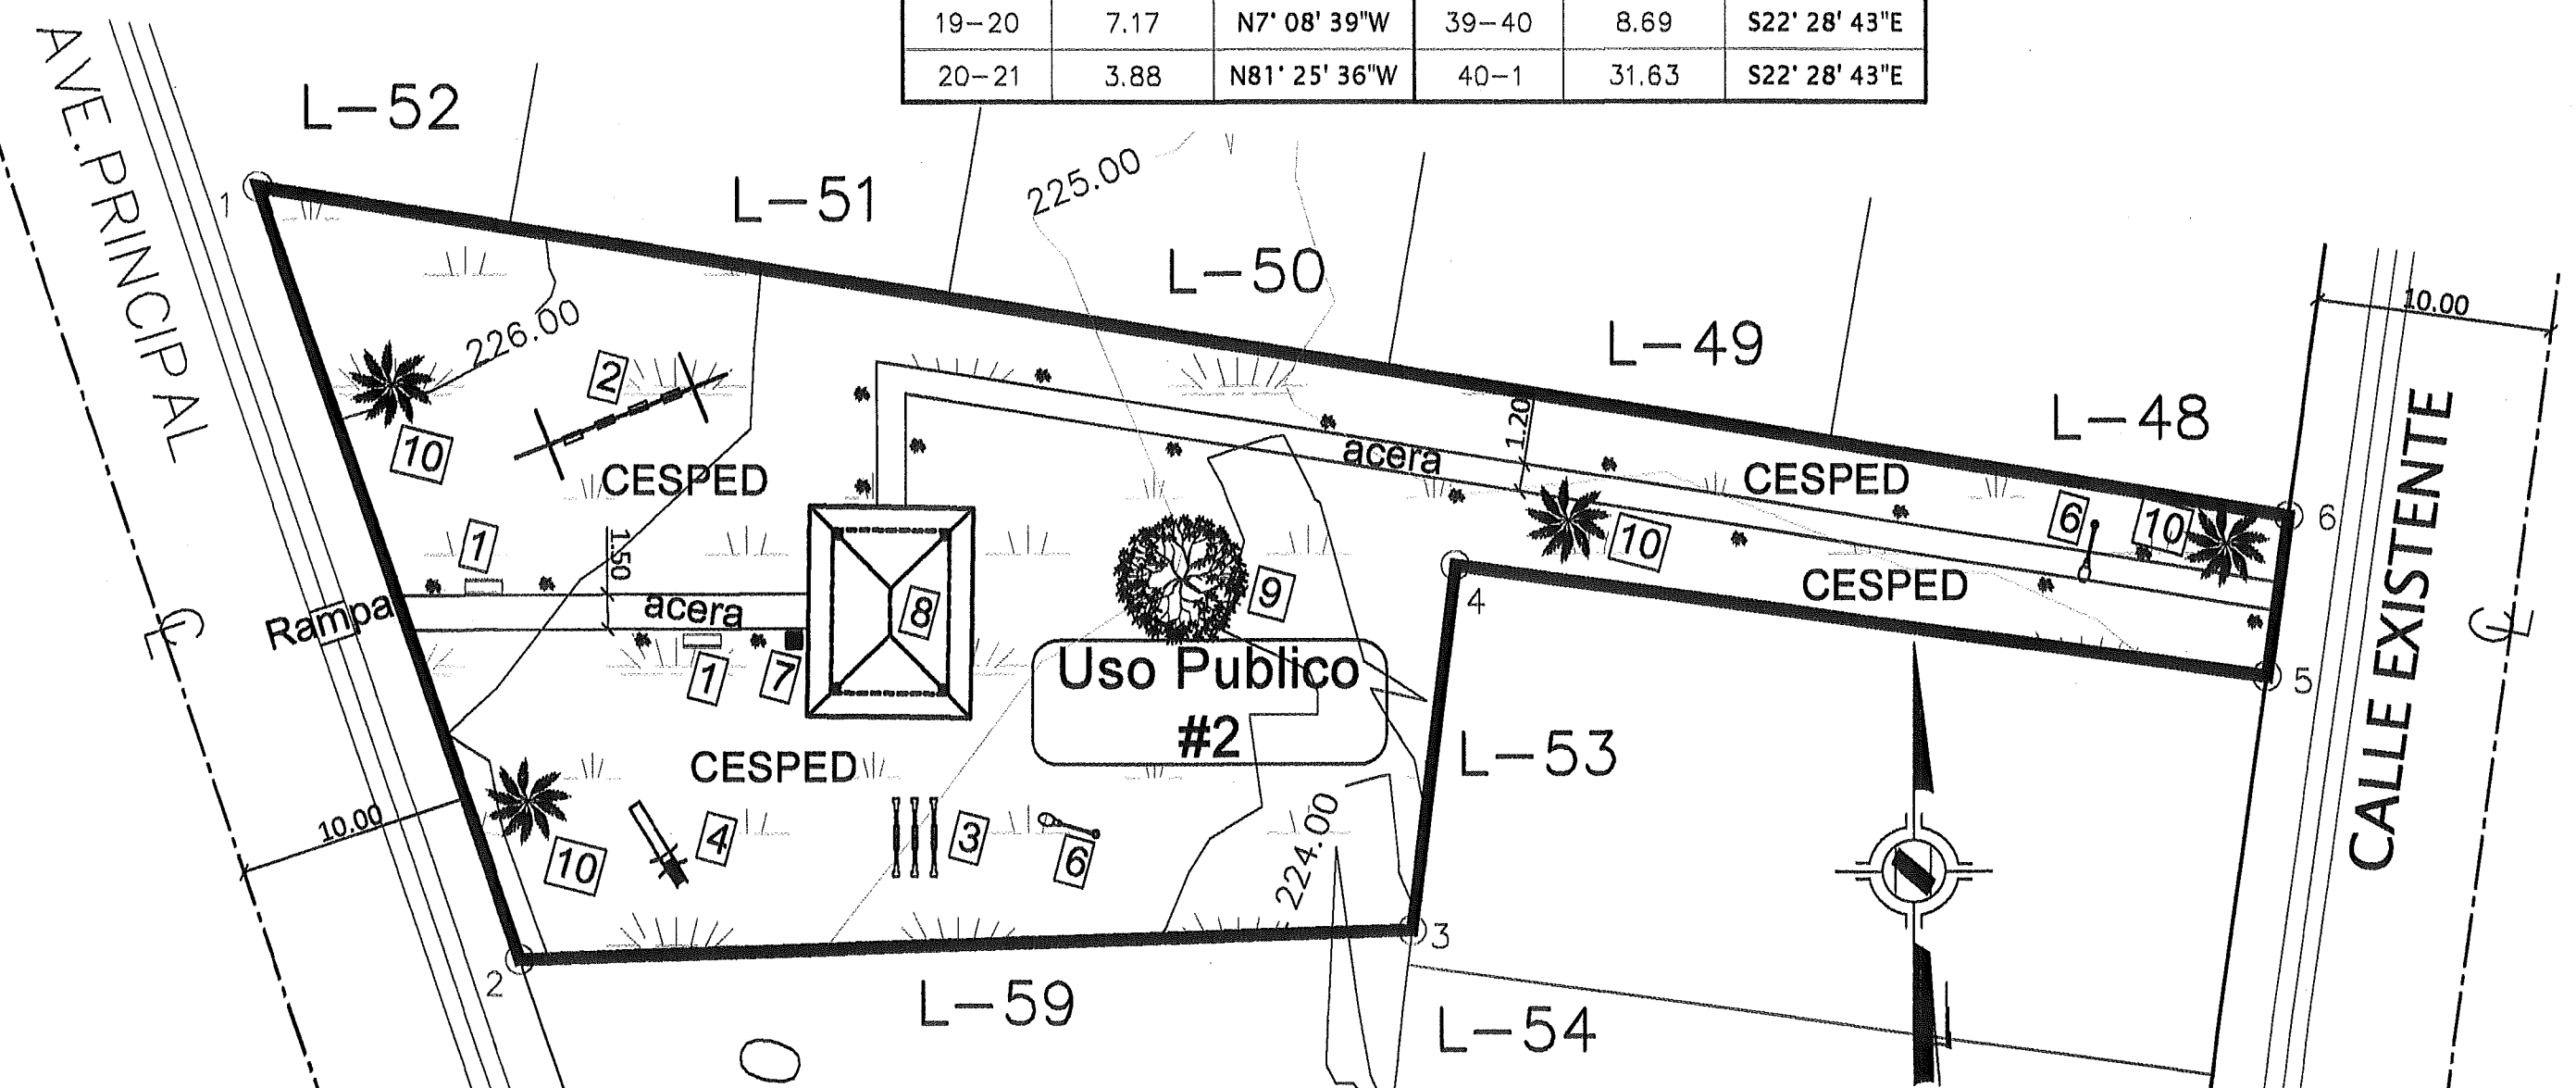 19-20 7.17 N7° 08' 39"W 39-40 8.69 S22° 28' 43"E
20-21 3.88 N81° 25' 36"W 40-1 31.63 S22° 28' 43"E
AVE.PRINCIPAL
L-52
L-51
L-50
L-49
L-48
225.00
226.00
10.00
1
2
10
CESPED
1
1.50
Rampa
acera
1
7
8
acera
1.20
CESPED
10
6
10
6
CESPED
5
4
9
Uso Publico
#2
L-53
CESPED
10.00
10
4
3
6
224.00
3
2
L-59
L-54
CALLE EXISTENTE
CL
CL